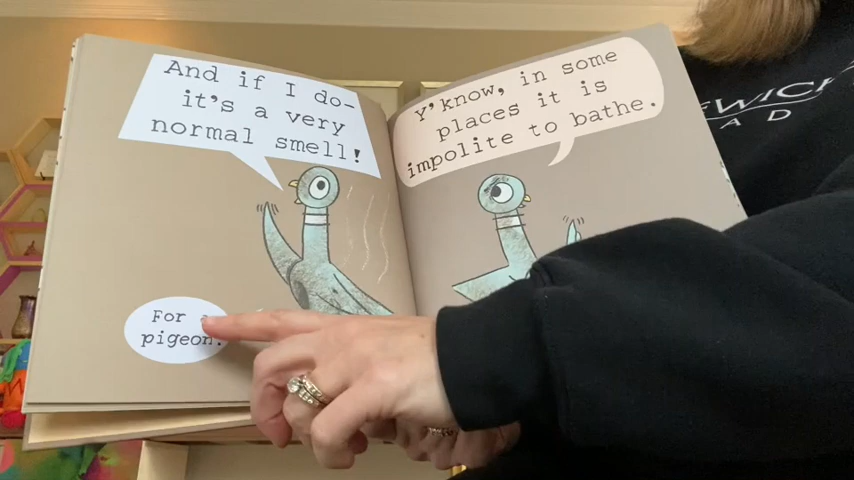 And if I do–
it's a very
normal smell!
For
pigeon.
Y'know, in some
places it is
impolite to bathe.